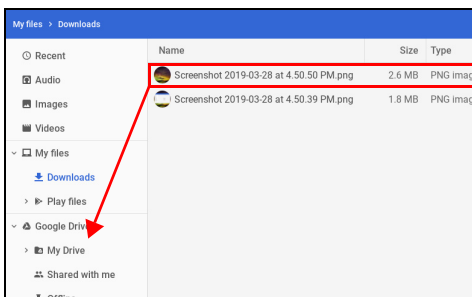 My files > Downloads
Name Size Type
Recent
Audio
Images
Videos
My files
Downloads
Play files
Google Drive
My Drive
Shared with me
Screenshot 2019-03-28 at 4.50.50 PM.png 2.6 MB PNG imag
Screenshot 2019-03-28 at 4.50.39 PM.png 1.8 MB PNG imag